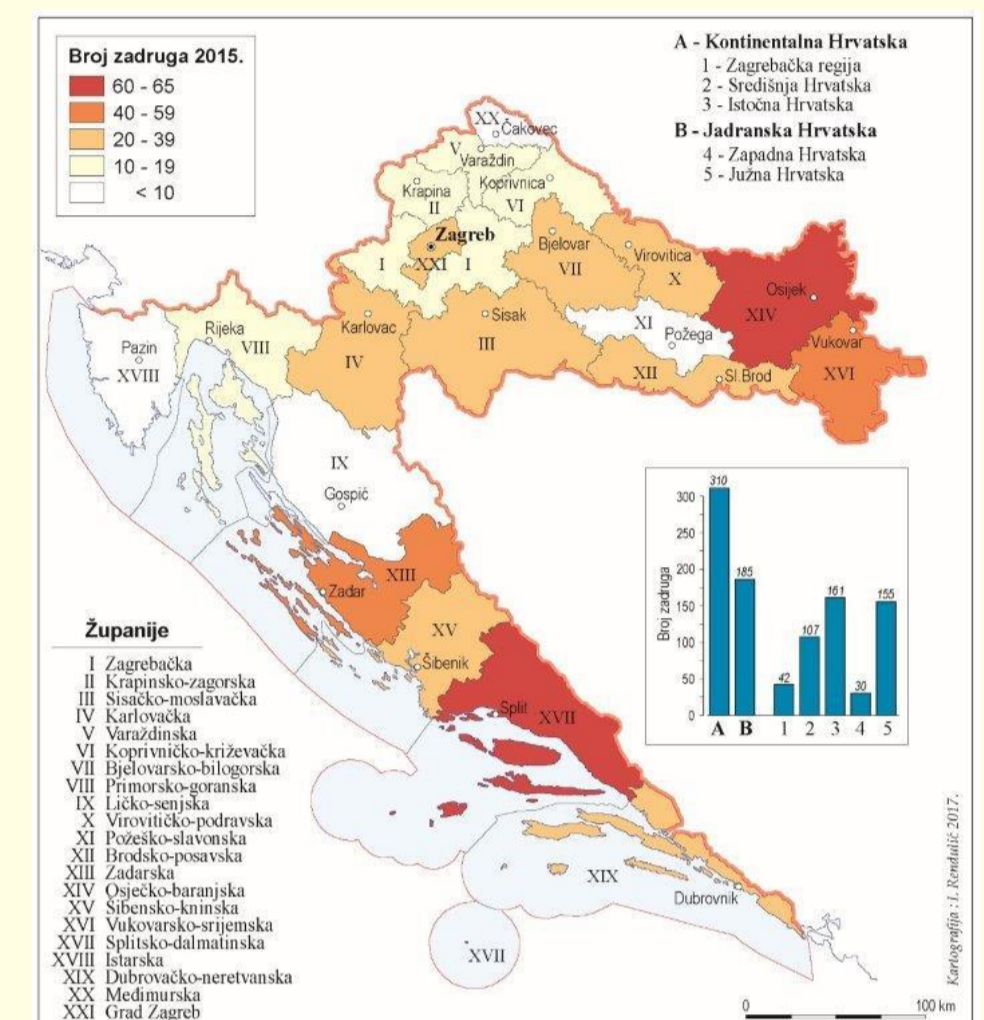 Broj zadruga 2015.
60 - 65
40 - 59
20 - 39
10 - 19
< 10
A - Kontinentalna Hrvatska
1 - Zagrebačka regija
2 - Središnja Hrvatska
3 - Istočna Hrvatska
B - Jadranska Hrvatska
4 - Zapadna Hrvatska
5 - Južna Hrvatska
XX
Čakovec
V
Varaždin
Krapina
II
Koprivnica
VI
Zagreb
I
XXI
I
Bjelovar
VII
Virovitica
X
Osijek
XIV
Vukovar
XVI
XI
Požega
XII
Sl.Brod
Sisak
III
Karlovac
IV
Rijeka
VIII
Pazin
XVIII
IX
Gospić
XIII
Zadar
XV
Šibenik
Split
XVII
XIX
Dubrovnik
XVII
Broj zadruga
300
250
200
150
100
50
0
310
185
42
107
161
30
155
A B 1 2 3 4 5
Županije
I Zagrebačka
II Krapinsko-zagorska
III Sisačko-moslavačka
IV Karlovačka
V Varaždinska
VI Koprivničko-križevačka
VII Bjelovarsko-bilogorska
VIII Primorsko-goranska
IX Ličko-senjska
X Virovitičko-podravska
XI Požeško-slavonska
XII Brodsko-posavska
XIII Zadarska
XIV Osječko-baranjska
XV Šibensko-kninska
XVI Vukovarsko-srijemska
XVII Splitsko-dalmatinska
XVIII Istarska
XIX Dubrovačko-neretvanska
XX Međimurska
XXI Grad Zagreb
0 100 km
Kartografija : I. Rendulić 2017.